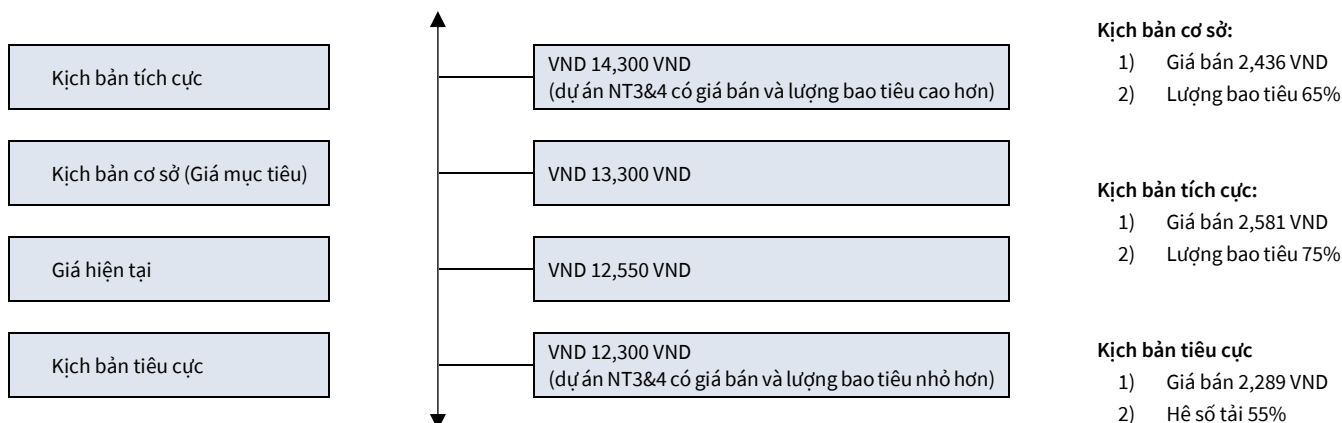 Kịch bản tích cực
VND 14,300 VND
(dự án NT3&4 có giá bán và lượng bao tiêu cao hơn)
Kịch bản cơ sở (Giá mục tiêu)
VND 13,300 VND
Giá hiện tại
VND 12,550 VND
Kịch bản tiêu cực
VND 12,300 VND
(dự án NT3&4 có giá bán và lượng bao tiêu nhỏ hơn)
Kịch bản cơ sở:
1) Giá bán 2,436 VND
2) Lượng bao tiêu 65%
Kịch bản tích cực:
1) Giá bán 2,581 VND
2) Lượng bao tiêu 75%
Kịch bản tiêu cực
1) Giá bán 2,289 VND
2) Hê số tải 55%